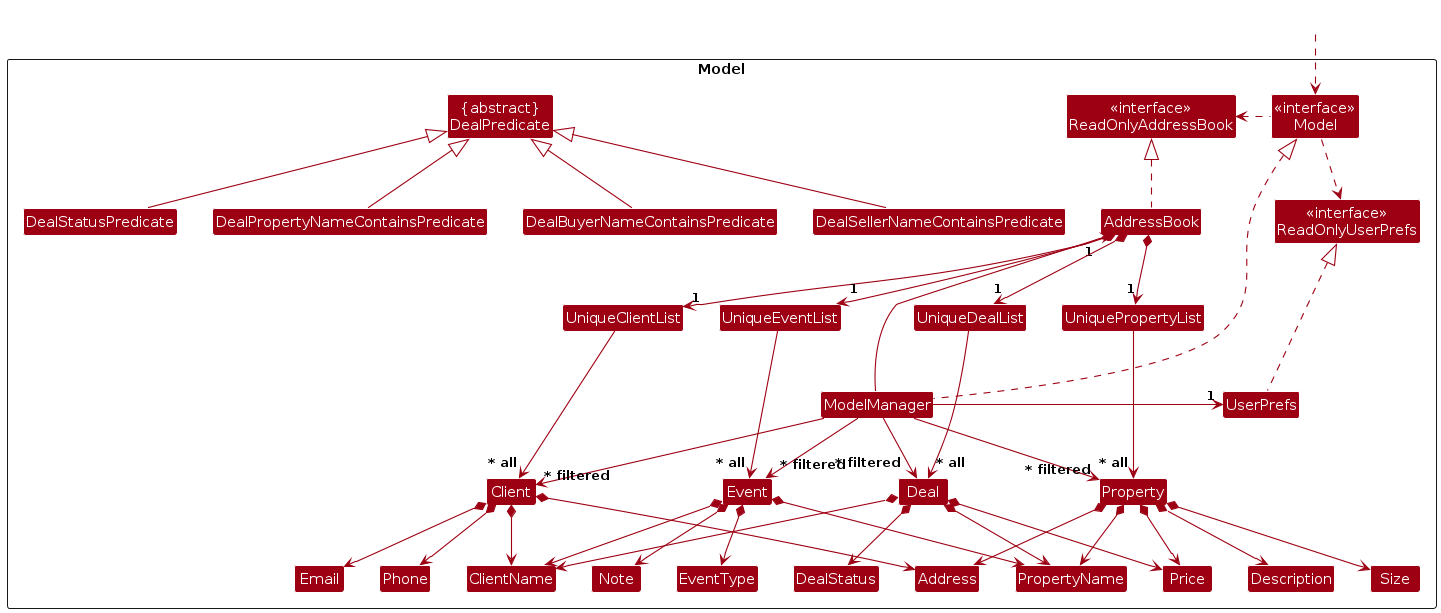 Model
{abstract}
DealPredicate
«interface»
ReadOnlyAddressBook
«interface»
Model
DealStatusPredicate
DealPropertyNameContainsPredicate
DealBuyerNameContainsPredicate
DealSellerNameContainsPredicate
AddressBook
«interface»
ReadOnlyUserPrefs
1
1
1
1
1
UniqueClientList
UniqueEventList
UniqueDealList
UniquePropertyList
ModelManager
1
UserPrefs
* all
* filtered
* all
* filtered
* filtered
* all
* filtered
* all
Client
Event
Deal
Property
Email
Phone
ClientName
Note
EventType
DealStatus
Address
PropertyName
Price
Description
Size